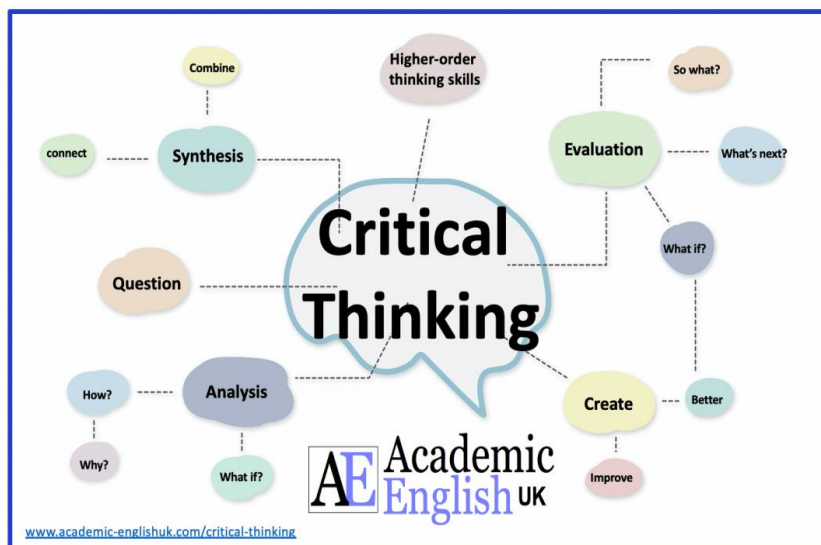 Combine
Higher-order
thinking skills
So what?
connect
Synthesis
Evaluation
What's next?
Critical
Thinking
What if?
Question
How?
Analysis
Create
Better
Why?
What if?
Improve
AE Academic
English UK
www.academic-englishuk.com/critical-thinking